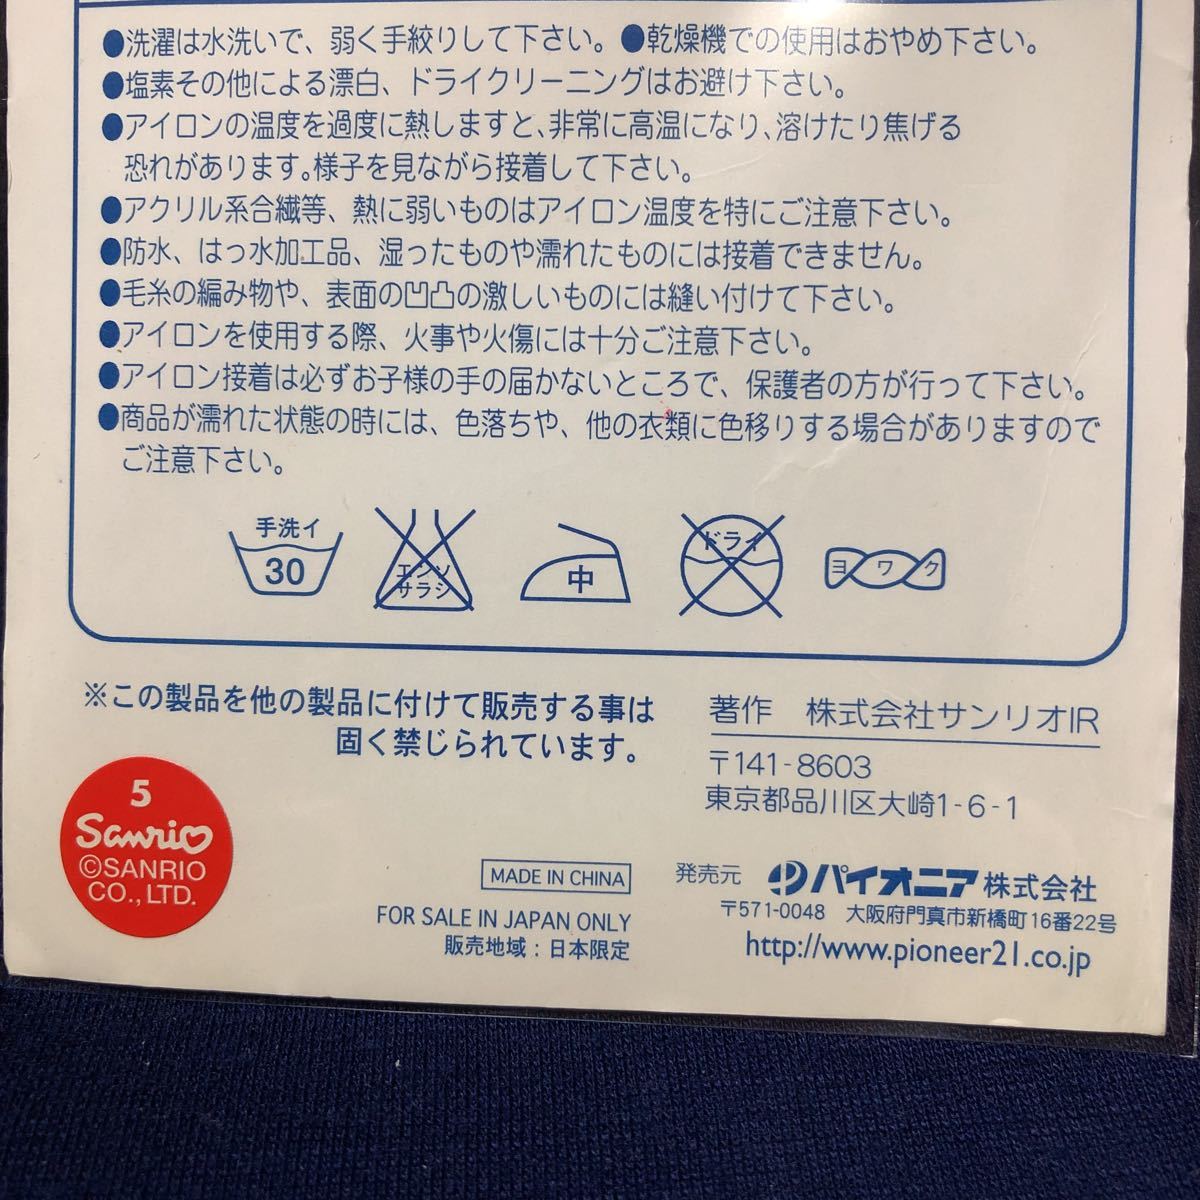 ●洗濯は水洗いで、弱く手絞りして下さい。●乾燥機での使用はおやめ下さい。
●塩素その他による漂白、ドライクリーニングはお避け下さい。
●アイロンの温度を過度に熱しますと、非常に高温になり、溶けたり焦げる
恐れがあります。様子を見ながら接着して下さい。
●アクリル系合繊等、熱に弱いものはアイロン温度を特にご注意下さい。
●防水、はっ水加工品、湿ったものや濡れたものには接着できません。
●毛糸の編み物や、表面の凹凸の激しいものには縫い付けて下さい。
●アイロンを使用する際、火事や火傷には十分ご注意下さい。
●アイロン接着は必ずお子様の手の届かないところで、保護者の方が行って下さい。
●商品が濡れた状態の時には、色落ちや、他の衣類に色移りする場合がありますので
ご注意下さい。
手洗イ
30
エンソ
サラシ
中
ドライ
ヨワク
※この製品を他の製品に付けて販売する事は
固く禁じられています。
著作 株式会社サンリオIR
〒141-8603
東京都品川区大崎1-6-1
5
Sanrio
©SANRIO
CO., LTD.
MADE IN CHINA
FOR SALE IN JAPAN ONLY
販売地域：日本限定
発売元 パイオニア株式会社
〒571-0048 大阪府門真市新橋町16番22号
http://www.pioneer21.co.jp